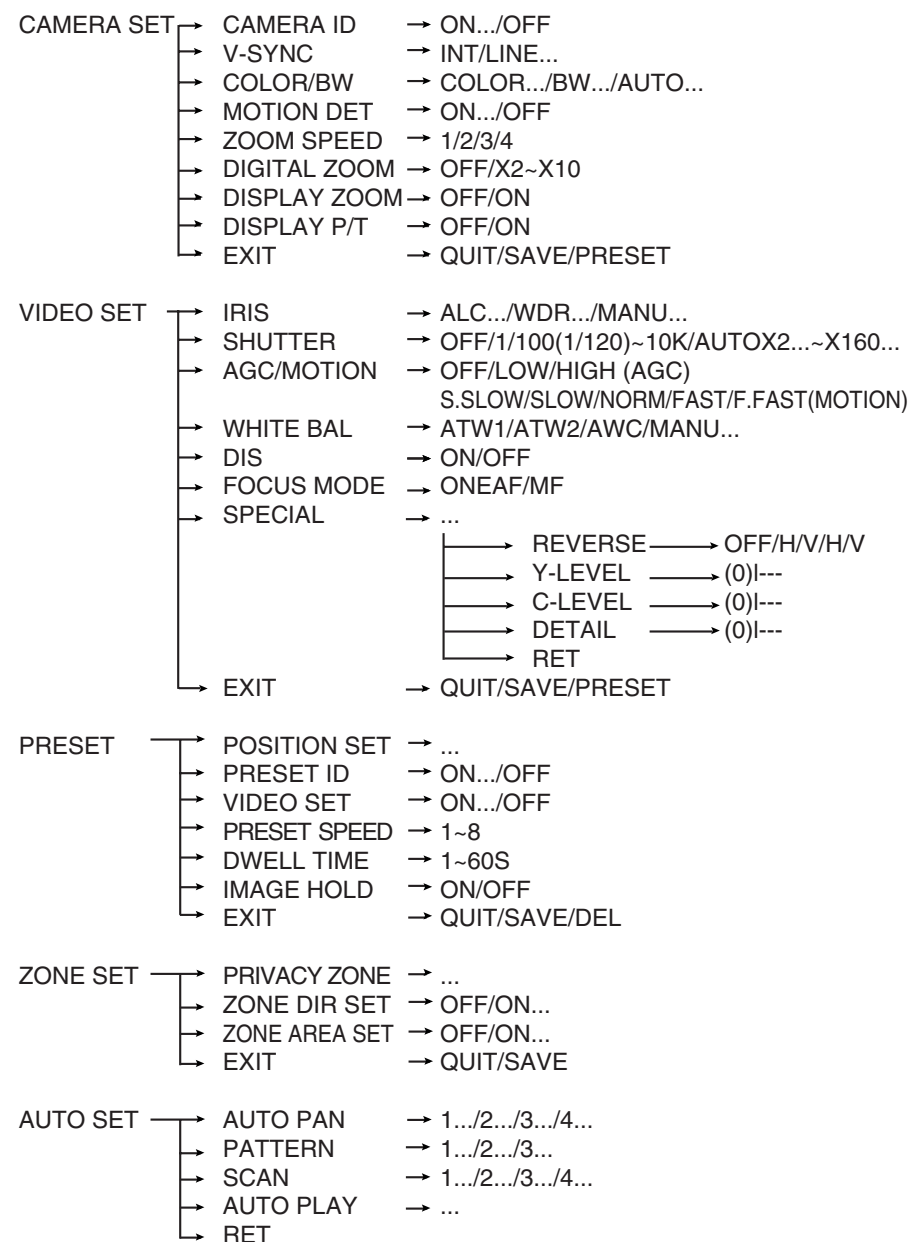 CAMERA SET → CAMERA ID → ON.../OFF
→ V-SYNC → INT/LINE...
→ COLOR/BW → COLOR.../BW.../AUTO...
→ MOTION DET → ON.../OFF
→ ZOOM SPEED → 1/2/3/4
→ DIGITAL ZOOM → OFF/X2~X10
→ DISPLAY ZOOM → OFF/ON
→ DISPLAY P/T → OFF/ON
→ EXIT → QUIT/SAVE/PRESET
VIDEO SET → IRIS → ALC.../WDR.../MANU...
→ SHUTTER → OFF/1/100(1/120)~10K/AUTOX2...~X160...
→ AGC/MOTION → OFF/LOW/HIGH (AGC)
S.SLOW/SLOW/NORM/FAST/F.FAST(MOTION)
→ WHITE BAL → ATW1/ATW2/AWC/MANU...
→ DIS → ON/OFF
→ FOCUS MODE → ONEAF/MF
→ SPECIAL → ...
→ REVERSE → OFF/H/V/H/V
→ Y-LEVEL → (0)I---
→ C-LEVEL → (0)I---
→ DETAIL → (0)I---
→ RET
→ EXIT → QUIT/SAVE/PRESET
PRESET → POSITION SET → ...
→ PRESET ID → ON.../OFF
→ VIDEO SET → ON.../OFF
→ PRESET SPEED → 1~8
→ DWELL TIME → 1~60S
→ IMAGE HOLD → ON/OFF
→ EXIT → QUIT/SAVE/DEL
ZONE SET → PRIVACY ZONE → ...
→ ZONE DIR SET → OFF/ON...
→ ZONE AREA SET → OFF/ON...
→ EXIT → QUIT/SAVE
AUTO SET → AUTO PAN → 1.../2.../3.../4...
→ PATTERN → 1.../2.../3...
→ SCAN → 1.../2.../3.../4...
→ AUTO PLAY → ...
→ RET